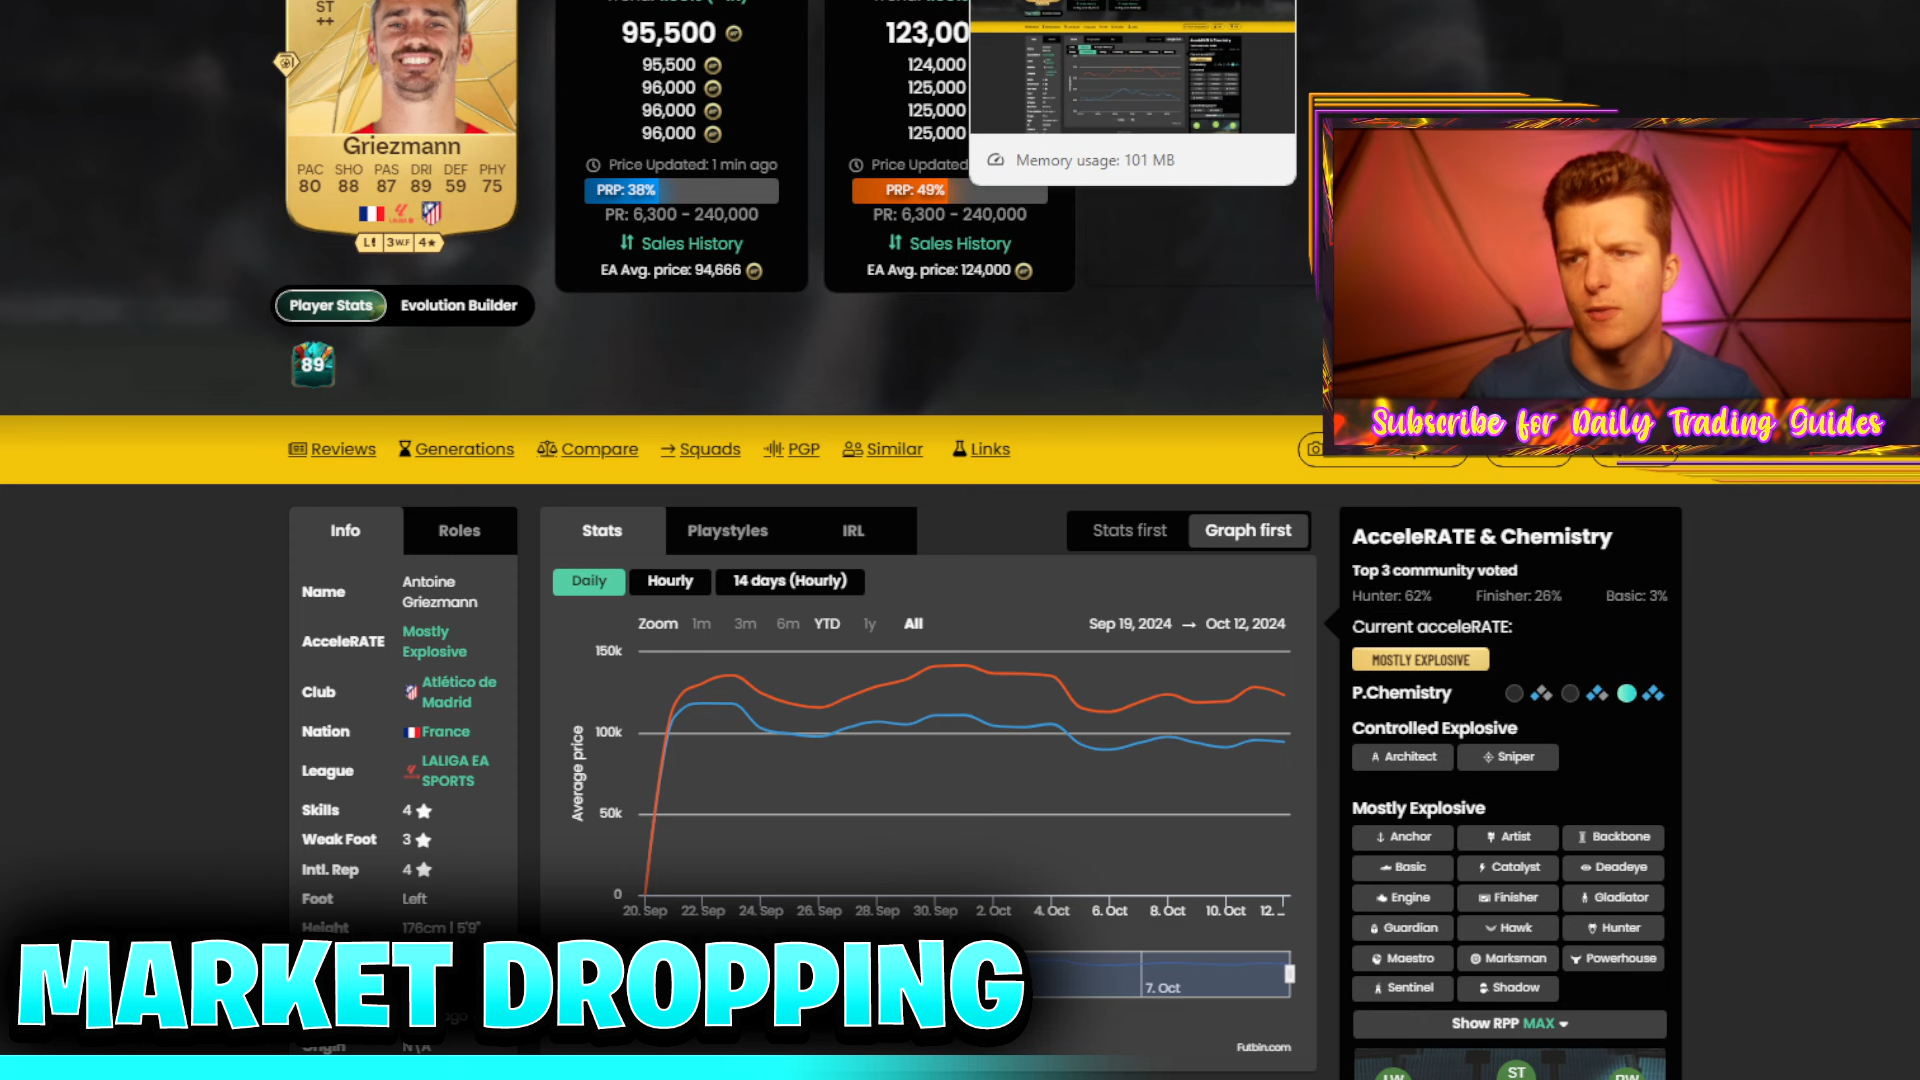 ST
++
Griezmann
PAC SHO PAS DRI DEF PHY
80 88 87 89 59 75
3 W.F
4★
95,500
95,500
96,000
96,000
96,000
Price Updated: 1 min ago
PRP: 38%
PR: 6,300 - 240,000
Sales History
EA Avg. price: 94,666
123,00
124,000
125,000
125,000
125,000
Price Updated
PRP: 49%
PR: 6,300 - 240,000
Sales History
EA Avg. price: 124,000
Memory usage: 101 MB
Subscribe for Daily Trading Guides
Player Stats
Evolution Builder
89
Reviews
Generations
Compare
Squads
PGP
Similar
Links
Info
Roles
Name
Antoine
Griezmann
AcceleRATE
Mostly
Explosive
Club
Atlético de
Madrid
Nation
France
League
LALIGA EA
SPORTS
Skills
4 ★
Weak Foot
3 ★
Intl. Rep
4 ★
Foot
Left
Height
176cm | 5'9"
ago
Origin
N\A
Stats
Playstyles
IRL
Stats first
Graph first
Daily
Hourly
14 days (Hourly)
Zoom 1m 3m 6m YTD 1y All
Sep 19, 2024 → Oct 12, 2024
Average price
150k
100k
50k
0
20. Sep 22. Sep 24. Sep 26. Sep 28. Sep 30. Sep 2. Oct 4. Oct 6. Oct 8. Oct 10. Oct 12. …
7. Oct
Futbin.com
AcceleRATE & Chemistry
Top 3 community voted
Hunter: 62% Finisher: 26% Basic: 3%
Current acceleRATE:
MOSTLY EXPLOSIVE
P.Chemistry
Controlled Explosive
Architect Sniper
Mostly Explosive
Anchor Artist Backbone
Basic Catalyst Deadeye
Engine Finisher Gladiator
Guardian Hawk Hunter
Maestro Marksman Powerhouse
Sentinel Shadow
Show RPP MAX
LW ST RW
MARKET DROPPING